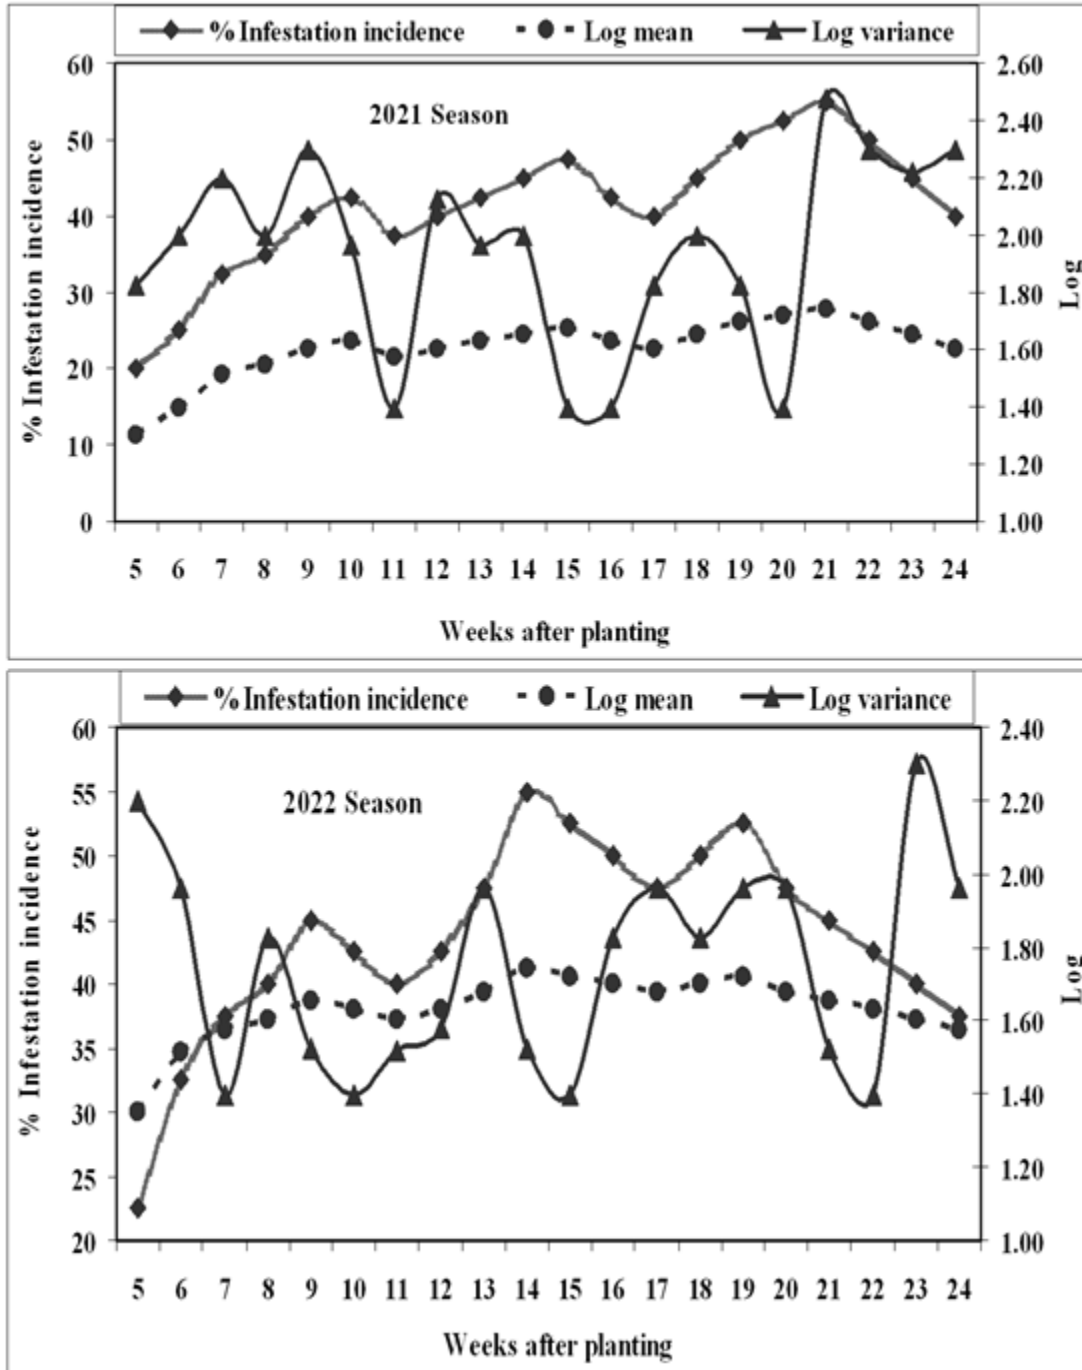 % Infestation incidence Log mean Log variance
2021 Season
% Infestation incidence
60
50
40
30
20
10
0
2.60
2.40
2.20
2.00
1.80
1.60
1.40
1.20
1.00
Log
5 6 7 8 9 10 11 12 13 14 15 16 17 18 19 20 21 22 23 24
Weeks after planting
% Infestation incidence Log mean Log variance
2022 Season
% Infestation incidence
60
55
50
45
40
35
30
25
20
2.40
2.20
2.00
1.80
1.60
1.40
1.20
1.00
Log
5 6 7 8 9 10 11 12 13 14 15 16 17 18 19 20 21 22 23 24
Weeks after planting